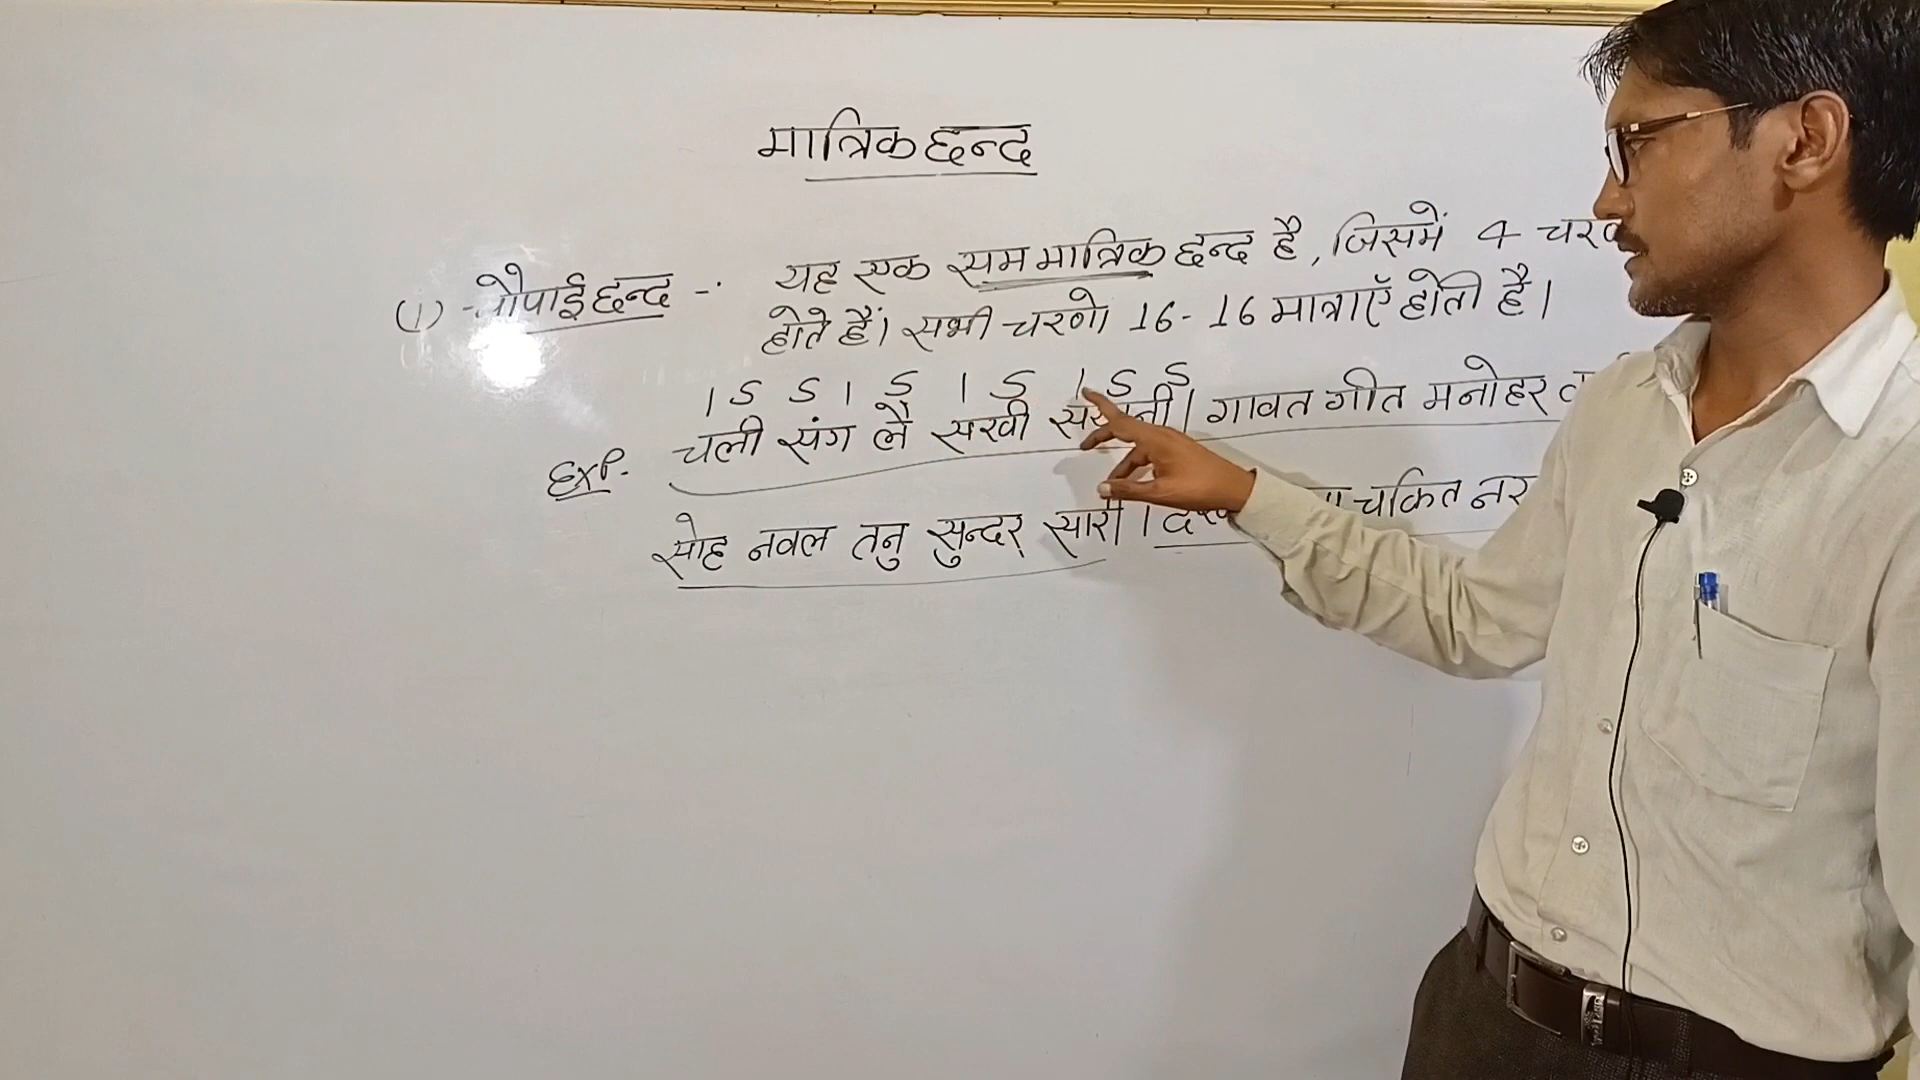 मात्रिक छन्द
(1) - चौपाई छन्द -: यह एक सम मात्रिक छन्द है, जिसमें 4 चरण
होते हैं। सभी चरणो 16-16 मात्राएँ होती है।
। S S । S । S । S S
Exp. चली संग लै सखी सयानी। गावत गीत मनोहर
सोह नवल तनु सुन्दर सारी। चकित नर